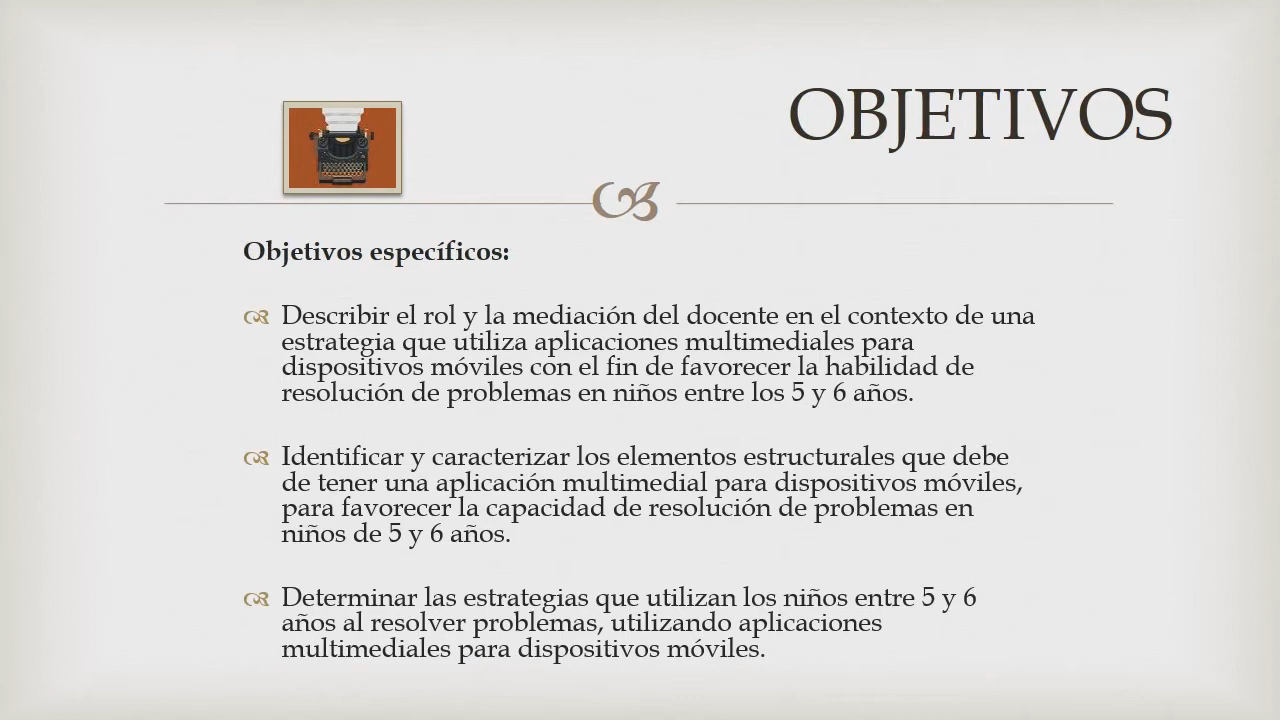 OBJETIVOS
Objetivos específicos:
Describir el rol y la mediación del docente en el contexto de una
estrategia que utiliza aplicaciones multimediales para
dispositivos móviles con el fin de favorecer la habilidad de
resolución de problemas en niños entre los 5 y 6 años.
Identificar y caracterizar los elementos estructurales que debe
de tener una aplicación multimedial para dispositivos móviles,
para favorecer la capacidad de resolución de problemas en
niños de 5 y 6 años.
Determinar las estrategias que utilizan los niños entre 5 y 6
años al resolver problemas, utilizando aplicaciones
multimediales para dispositivos móviles.